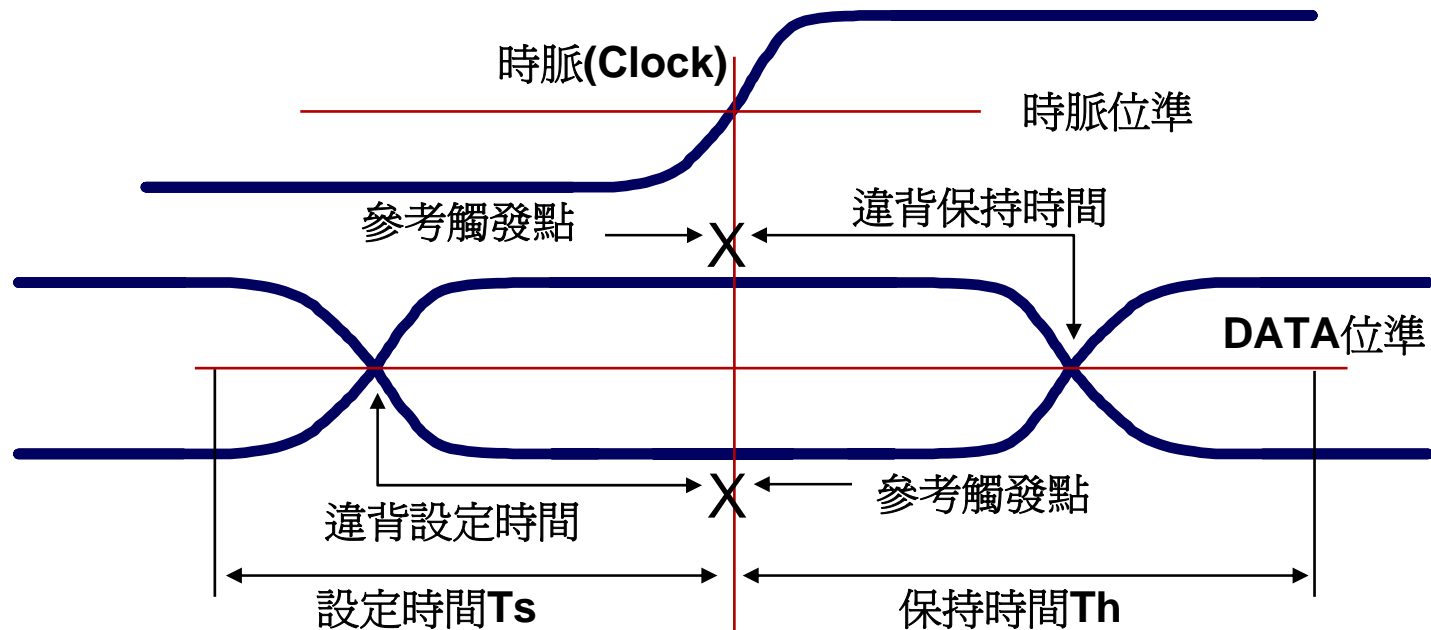 時脈(Clock)
時脈位準
參考觸發點
違背保持時間
X
DATA位準
X
參考觸發點
違背設定時間
設定時間Ts
保持時間Th